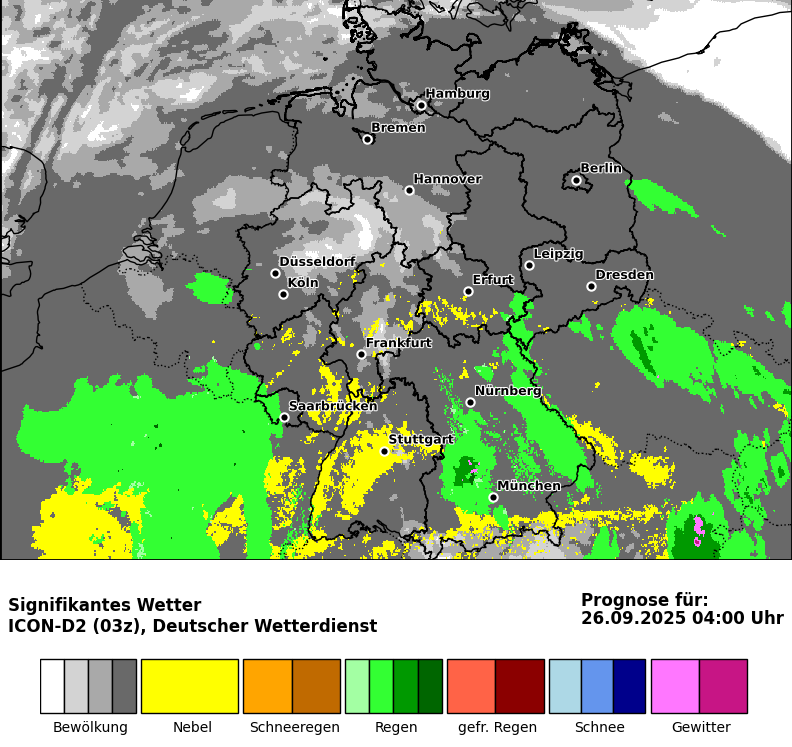 Hamburg
Bremen
Berlin
Hannover
Leipzig
Düsseldorf
Dresden
Köln
Erfurt
Frankfurt
Nürnberg
Saarbrücken
Stuttgart
München
Signifikantes Wetter
ICON-D2 (03z), Deutscher Wetterdienst
Prognose für:
26.09.2025 04:00 Uhr
Bewölkung Nebel Schneeregen Regen gefr. Regen Schnee Gewitter